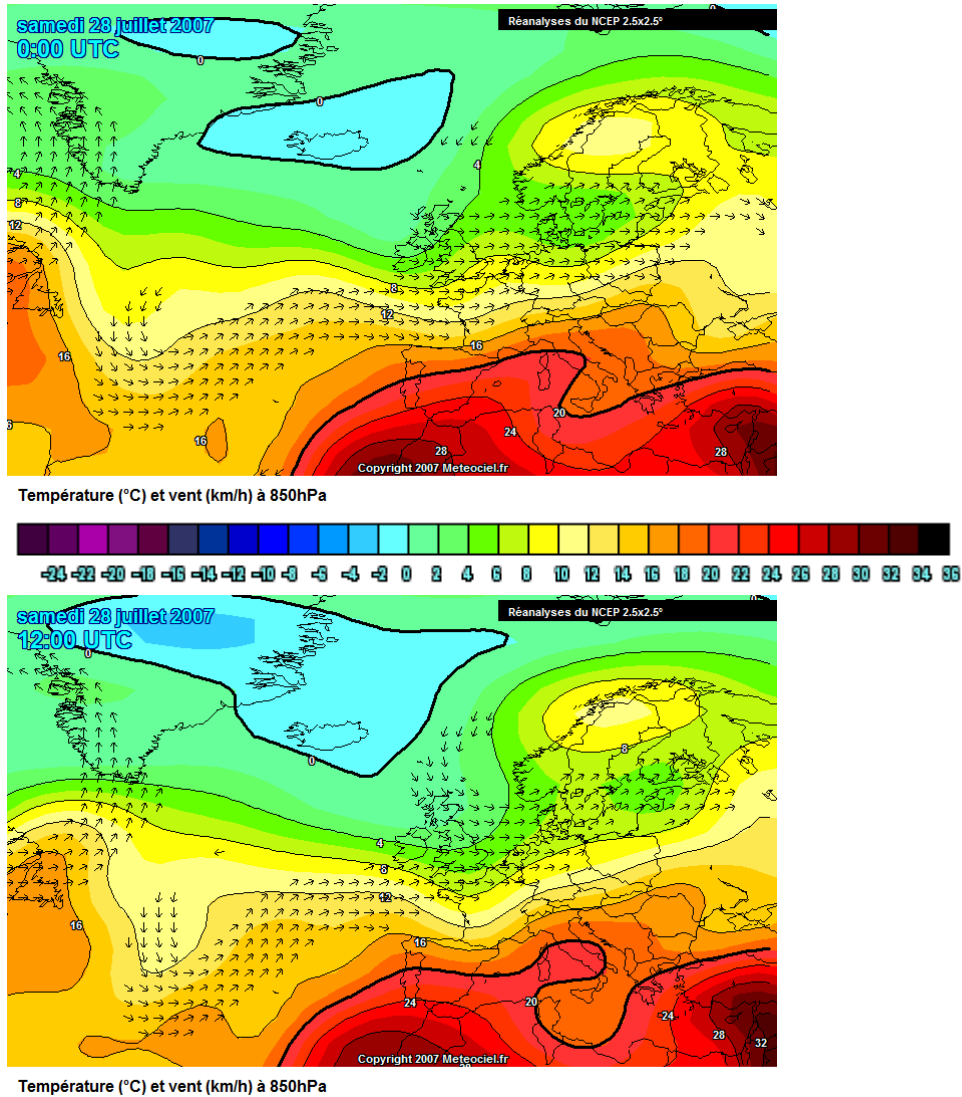 samedi 28 juillet 2007
0:00 UTC
Réanalyses du NCEP 2.5x2.5°
0
0
0
4
4
8
12
8
12
16
16
16
20
24
28
28
Copyright 2007 Meteociel.fr
Température (°C) et vent (km/h) à 850hPa
-24 -22 -20 -18 -16 -14 -12 -10 -8 -6 -4 -2 0 2 4 6 8 10 12 14 16 18 20 22 24 26 28 30 32 34 36
samedi 28 juillet 2007
12:00 UTC
Réanalyses du NCEP 2.5x2.5°
0
0
8
4
8
12
16
16
20
24
-24
28
32
Copyright 2007 Meteociel.fr
Température (°C) et vent (km/h) à 850hPa